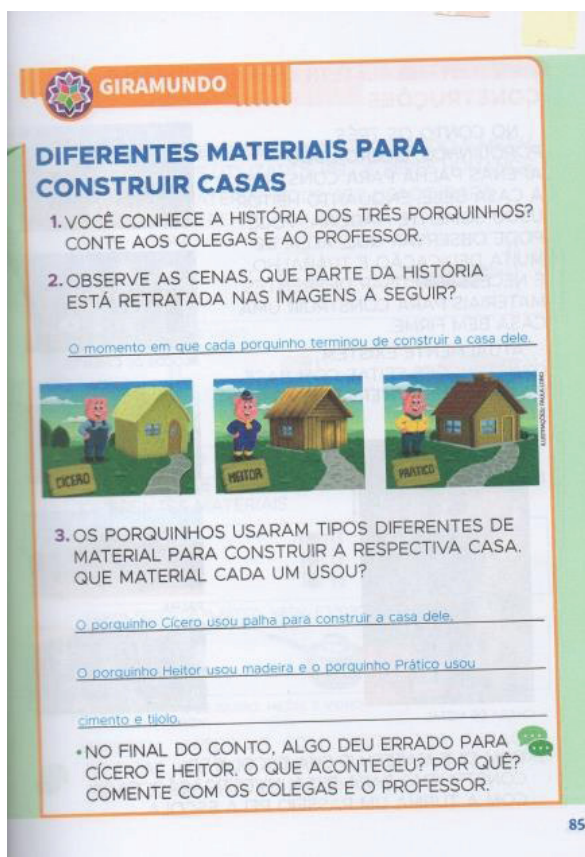 GIRAMUNDO
DIFERENTES MATERIAIS PARA
CONSTRUIR CASAS
1. VOCÊ CONHECE A HISTÓRIA DOS TRÊS PORQUINHOS?
CONTE AOS COLEGAS E AO PROFESSOR.
2. OBSERVE AS CENAS. QUE PARTE DA HISTÓRIA
ESTÁ RETRATADA NAS IMAGENS A SEGUIR?
O momento em que cada porquinho terminou de construir a casa dele.
CÍCERO
HEITOR
PRÁTICO
ILUSTRAÇÕES: PAULA LOBO
3. OS PORQUINHOS USARAM TIPOS DIFERENTES DE
MATERIAL PARA CONSTRUIR A RESPECTIVA CASA.
QUE MATERIAL CADA UM USOU?
O porquinho Cícero usou palha para construir a casa dele.
O porquinho Heitor usou madeira e o porquinho Prático usou
cimento e tijolo.
• NO FINAL DO CONTO, ALGO DEU ERRADO PARA
CÍCERO E HEITOR. O QUE ACONTECEU? POR QUÊ?
COMENTE COM OS COLEGAS E O PROFESSOR.
85